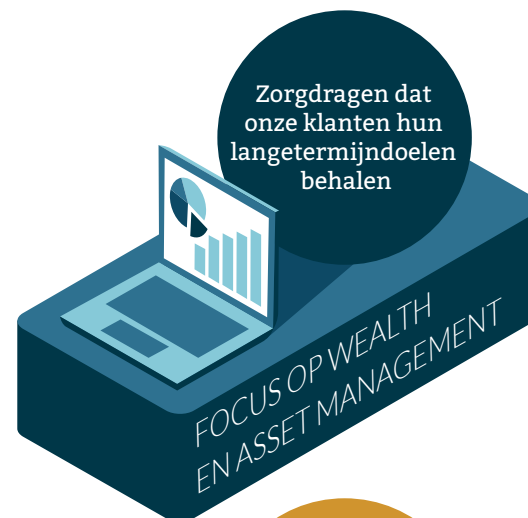 Zorgdragen dat
onze klanten hun
langetermijndoelen
behalen
FOCUS OP WEALTH
EN ASSET MANAGEMENT